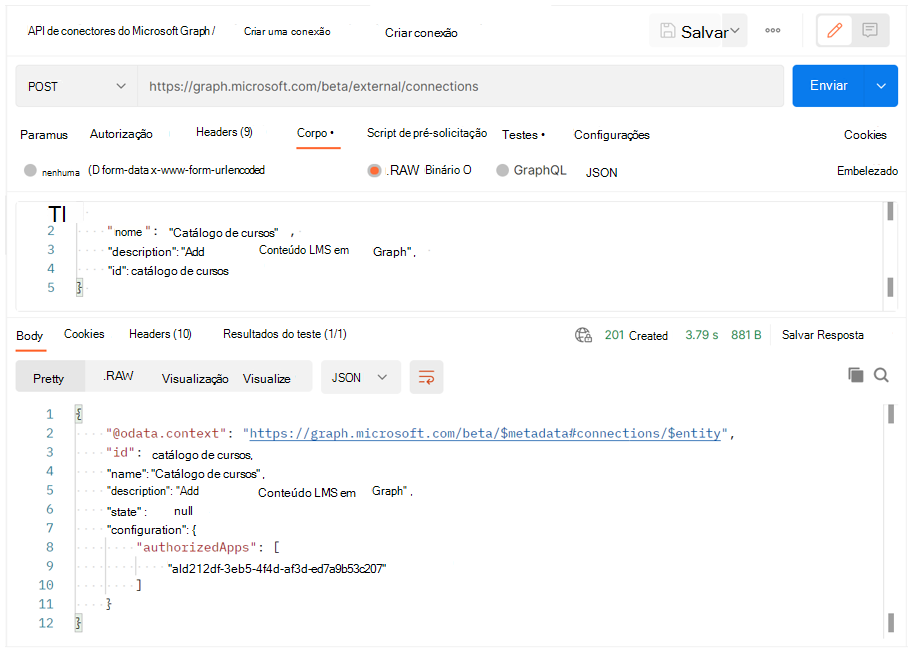 API de conectores do Microsoft Graph/ Criar uma conexão Criar conexão Salvar
POST https://graph.microsoft.com/beta/external/connections Enviar
Paramus Autorização Headers (9) Corpo • Script de pré-solicitação Testes • Configurações Cookies
nenhuma (D form-data x-www-form-urlencoded .RAW Binário O GraphQL JSON Embelezado
TI
2 " nome " : "Catálogo de cursos" ,
3 "description": "Add Conteúdo LMS em Graph" ,
4 "id": catálogo de cursos
5 }
Body Cookies Headers (10) Resultados do teste (1/1) 201 Created 3.79 s 881 B Salvar Resposta
Pretty .RAW Visualização Visualize JSON
1 {
2 "@odata.context": "https://graph.microsoft.com/beta/$metadata#connections/$entity",
3 "id": catálogo de cursos,
4 "name": "Catálogo de cursos" ,
5 "description": "Add Conteúdo LMS em Graph" ,
6 "state" : null
7 "configuration": {
8 "authorizedApps": [
9 "ald212df-3eb5-4f4d-af3d-ed7a9b53c207"
10 ]
11 }
12 }